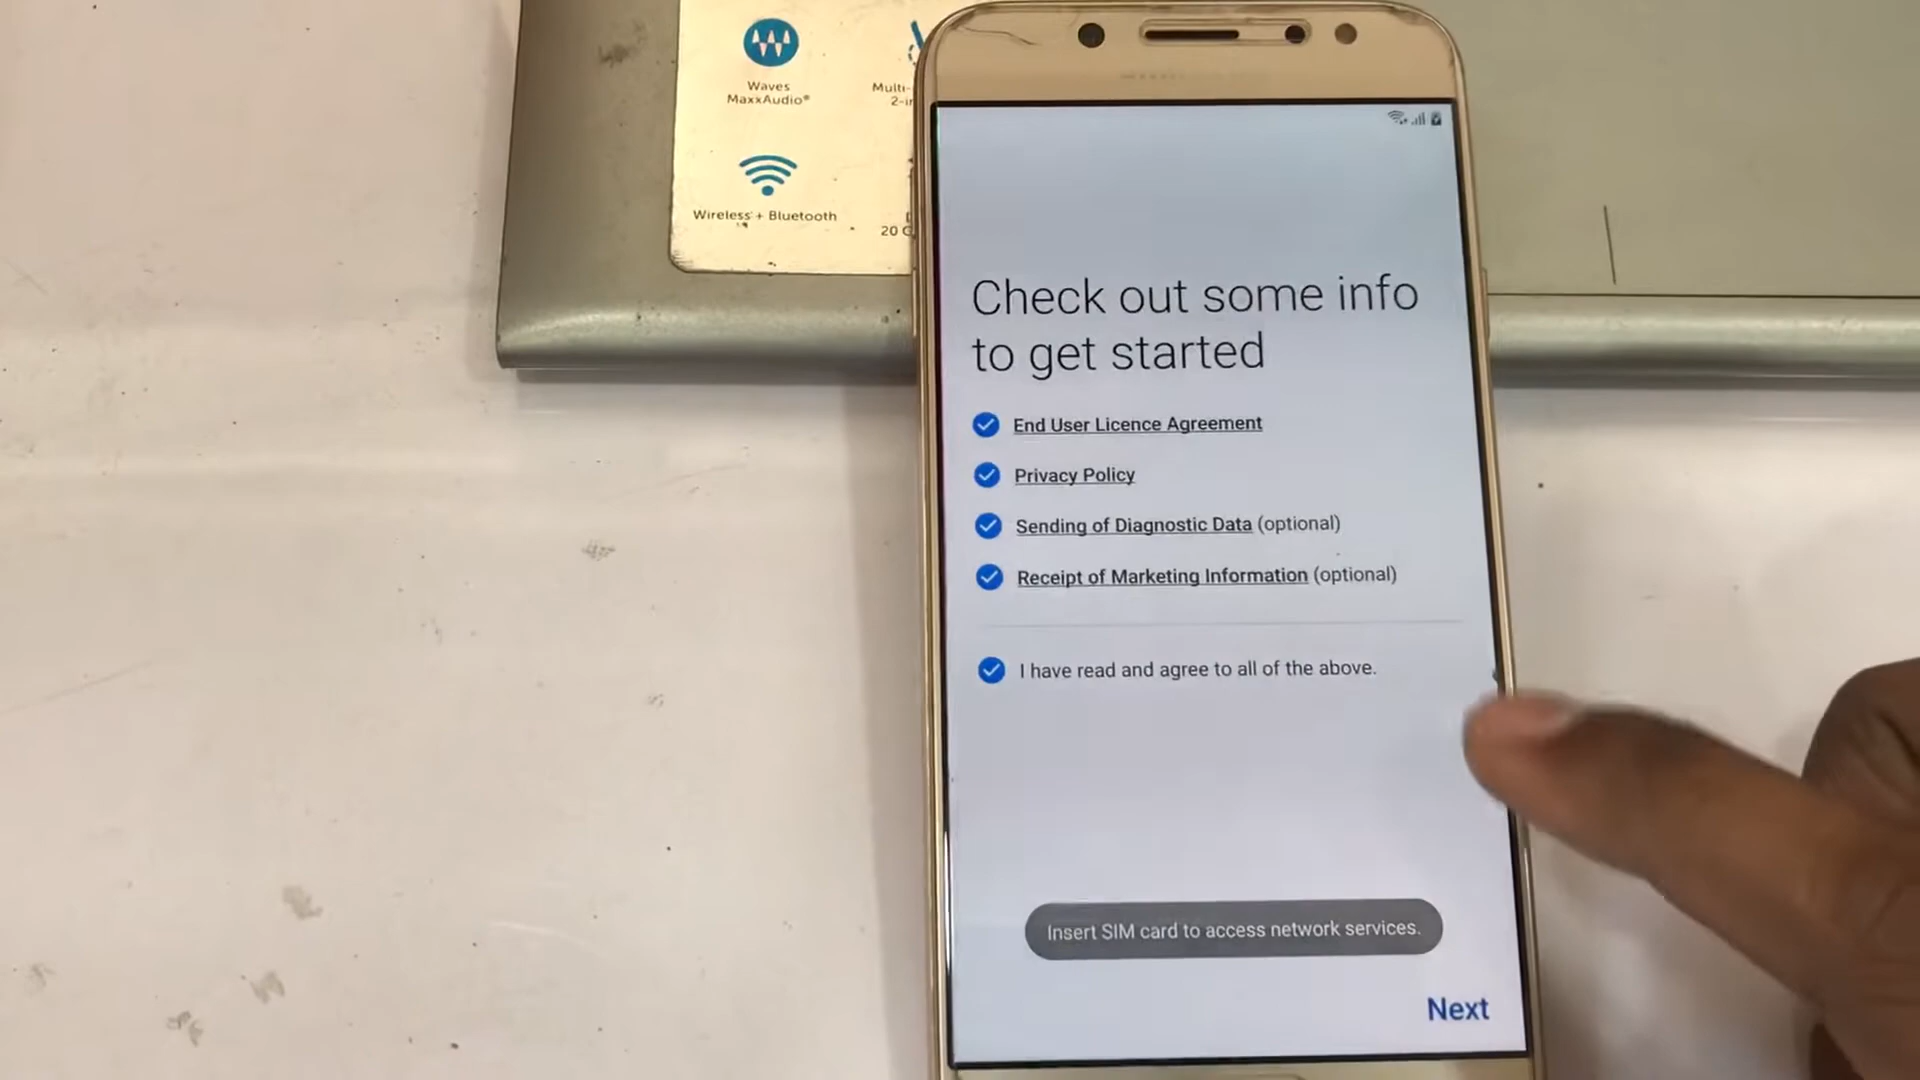 Waves
MaxxAudio®
Multi-
Wireless + Bluetooth
20
Check out some info
to get started
End User Licence Agreement
Privacy Policy
Sending of Diagnostic Data (optional)
Receipt of Marketing Information (optional)
I have read and agree to all of the above.
Insert SIM card to access network services.
Next